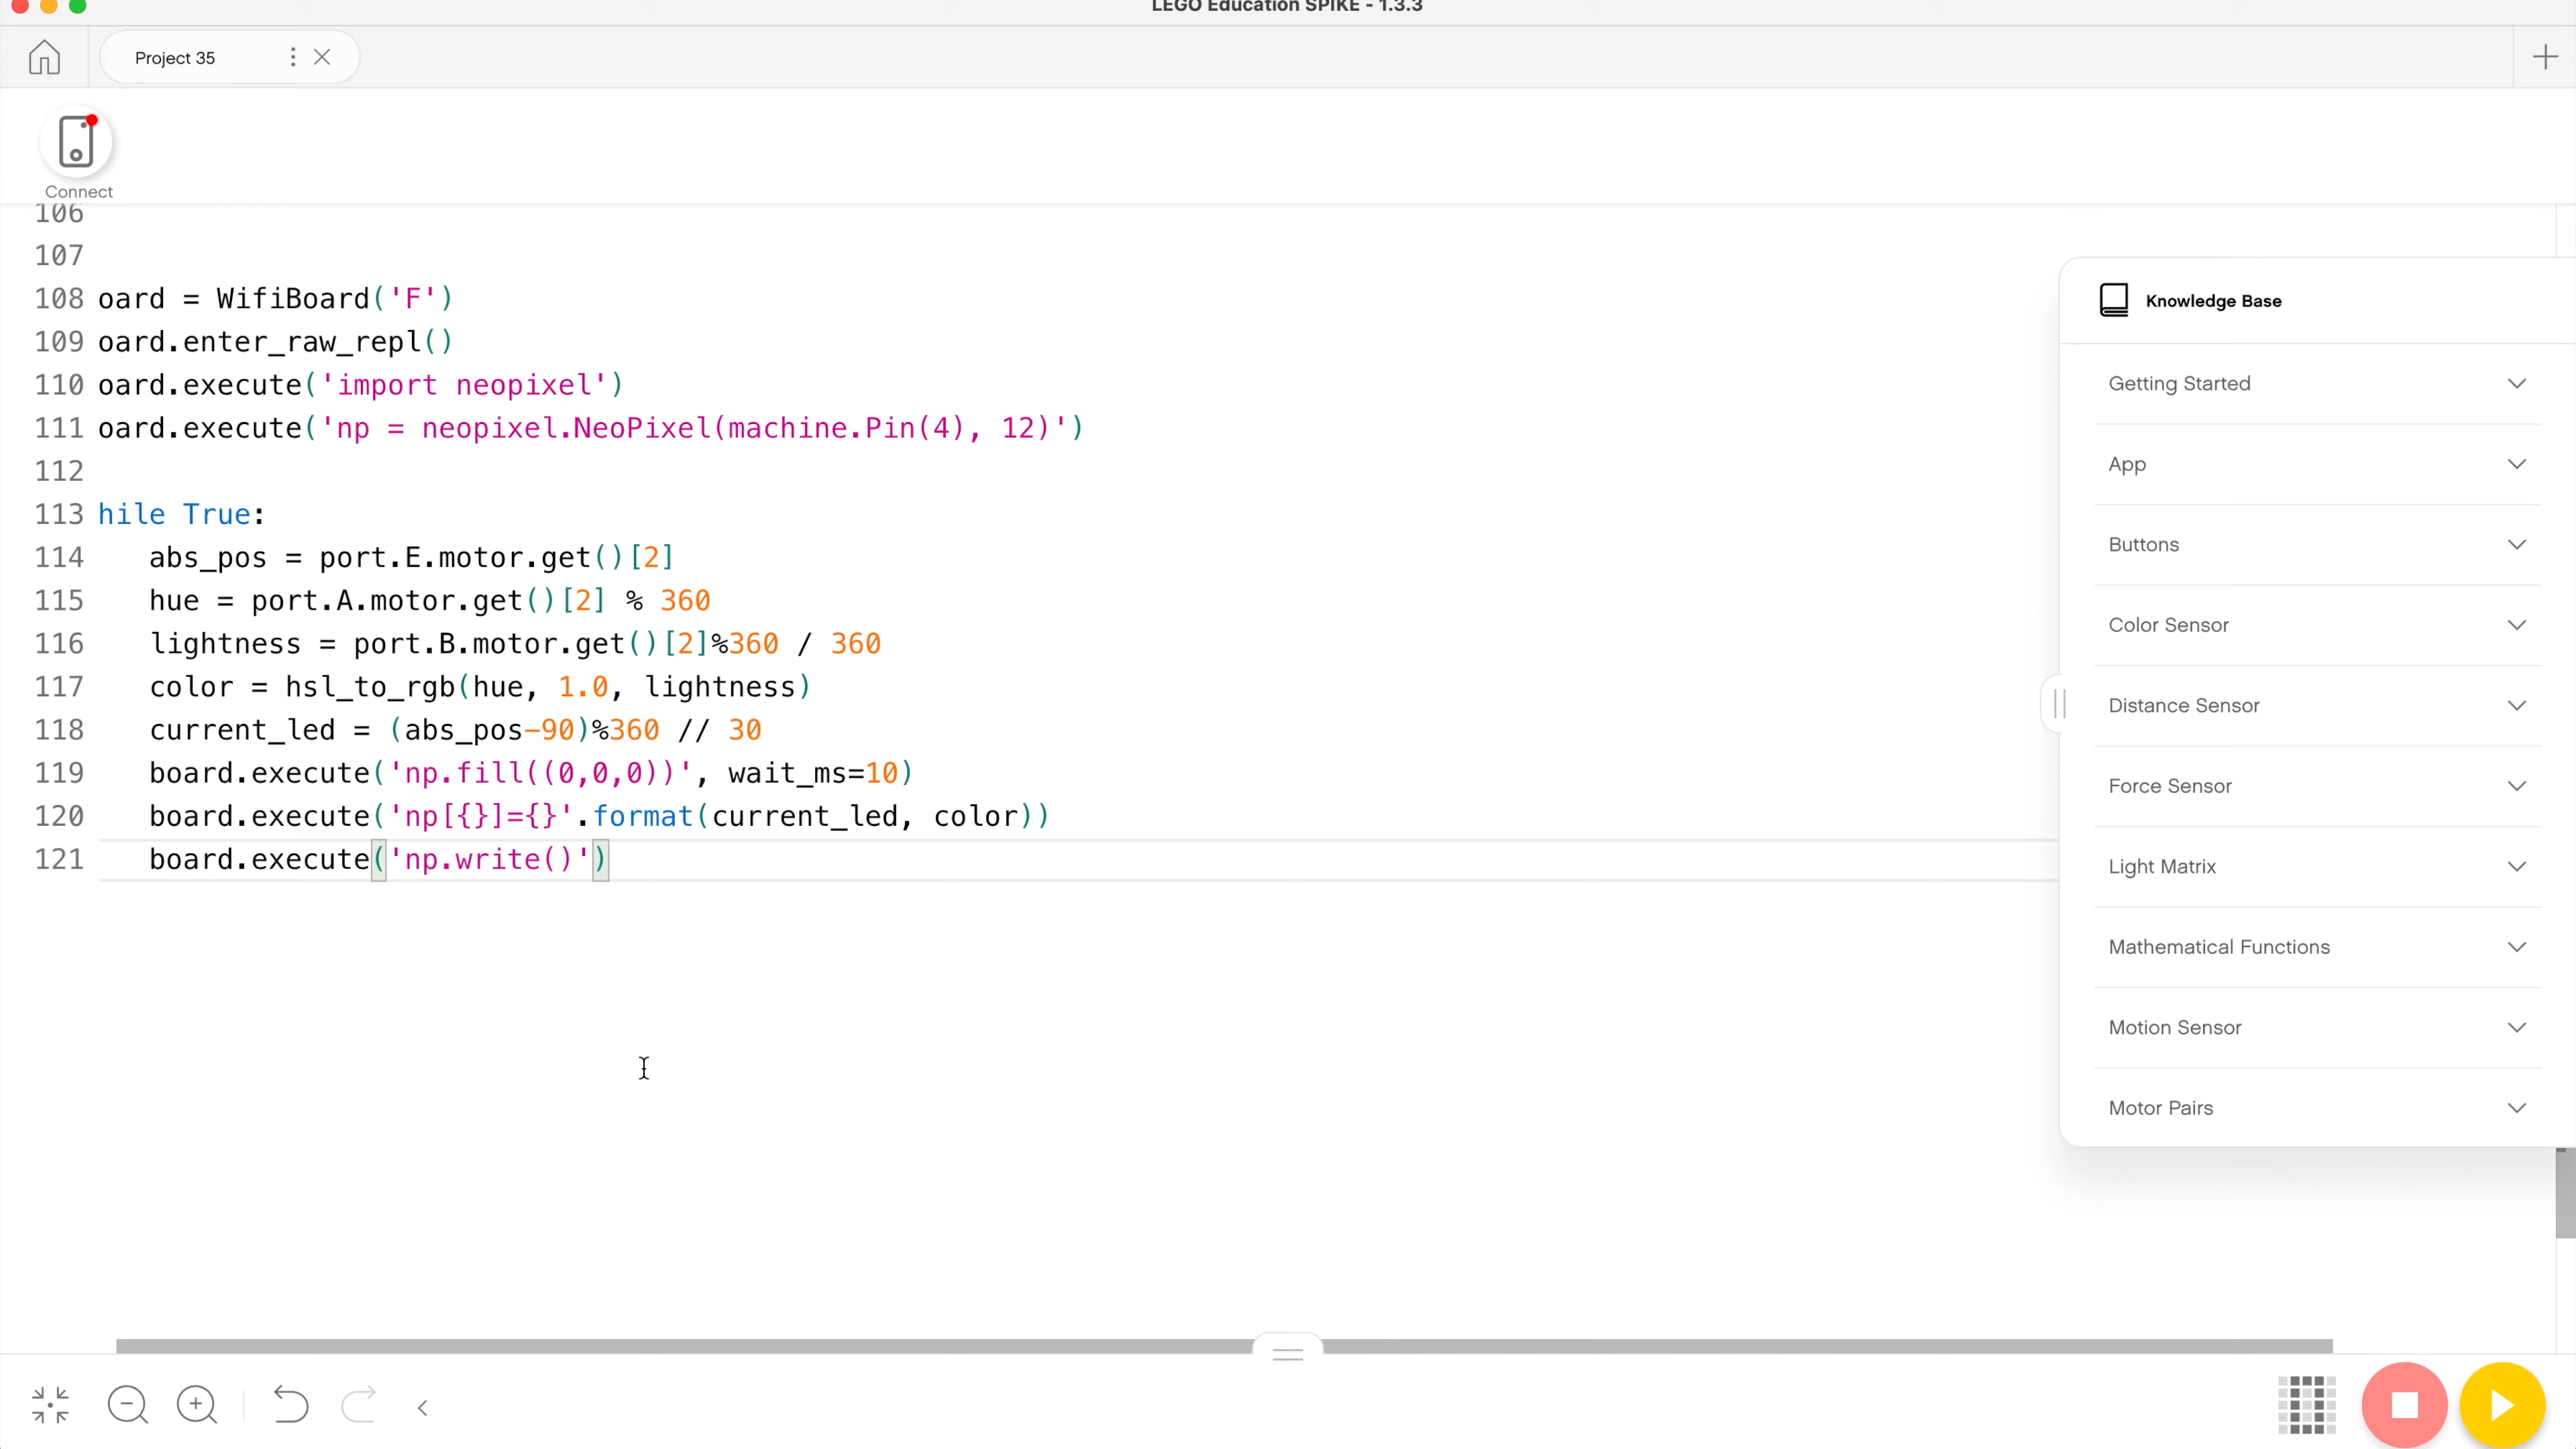 LEGO Education SPIKE - 1.3.3
Project 35
Connect
106
107
108 oard = WifiBoard('F')
109 oard.enter_raw_repl()
110 oard.execute('import neopixel')
111 oard.execute('np = neopixel.NeoPixel(machine.Pin(4), 12)')
112
113 hile True:
114 abs_pos = port.E.motor.get()[2]
115 hue = port.A.motor.get()[2] % 360
116 lightness = port.B.motor.get()[2]%360 / 360
117 color = hsl_to_rgb(hue, 1.0, lightness)
118 current_led = (abs_pos-90)%360 // 30
119 board.execute('np.fill((0,0,0))', wait_ms=10)
120 board.execute('np[{}]={}'.format(current_led, color))
121 board.execute('np.write()')
Knowledge Base
Getting Started
App
Buttons
Color Sensor
Distance Sensor
Force Sensor
Light Matrix
Mathematical Functions
Motion Sensor
Motor Pairs